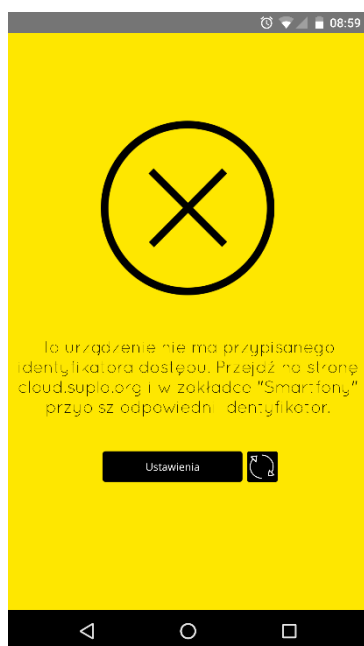 08:59
To urządzenie nie ma przypisanego
identyfikatora dostępu. Przejdź na stronę
cloud.supla.org i w zakładce "Smartfony"
przypisz odpowiedni identyfikator.
Ustawienia